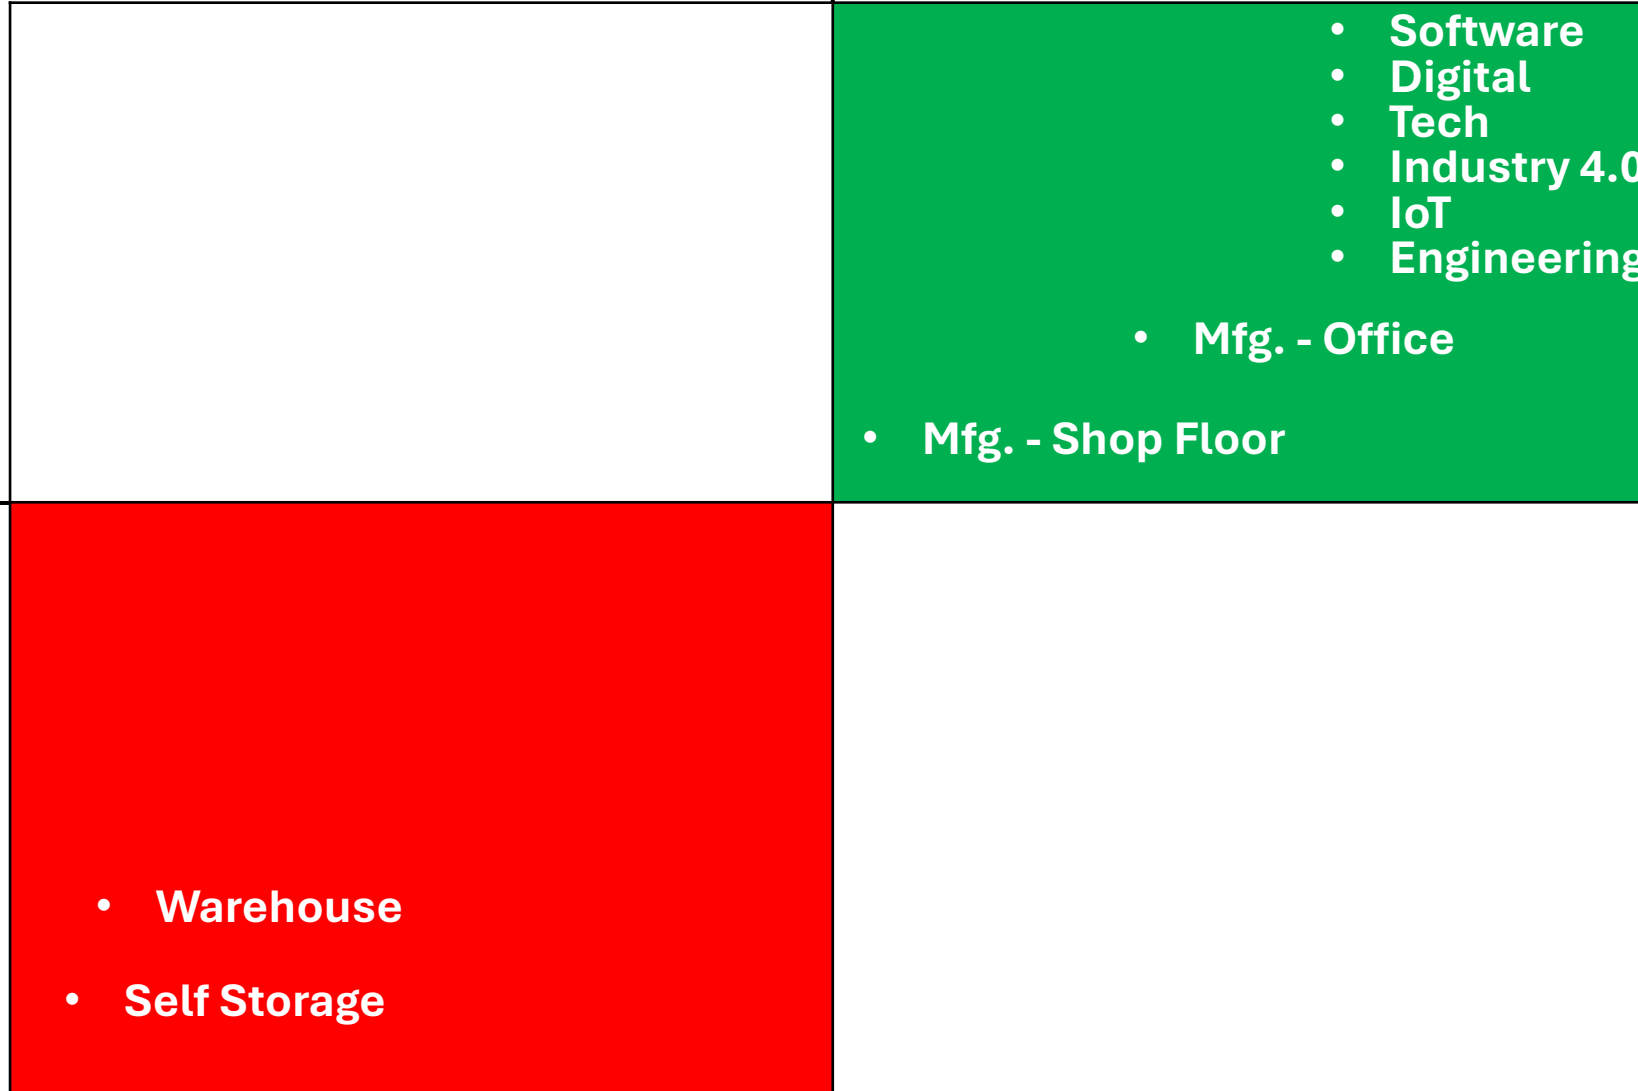 • Software
• Digital
• Tech
• Industry 4.0
• IoT
• Engineering
• Mfg. - Office
• Mfg. - Shop Floor
• Warehouse
• Self Storage